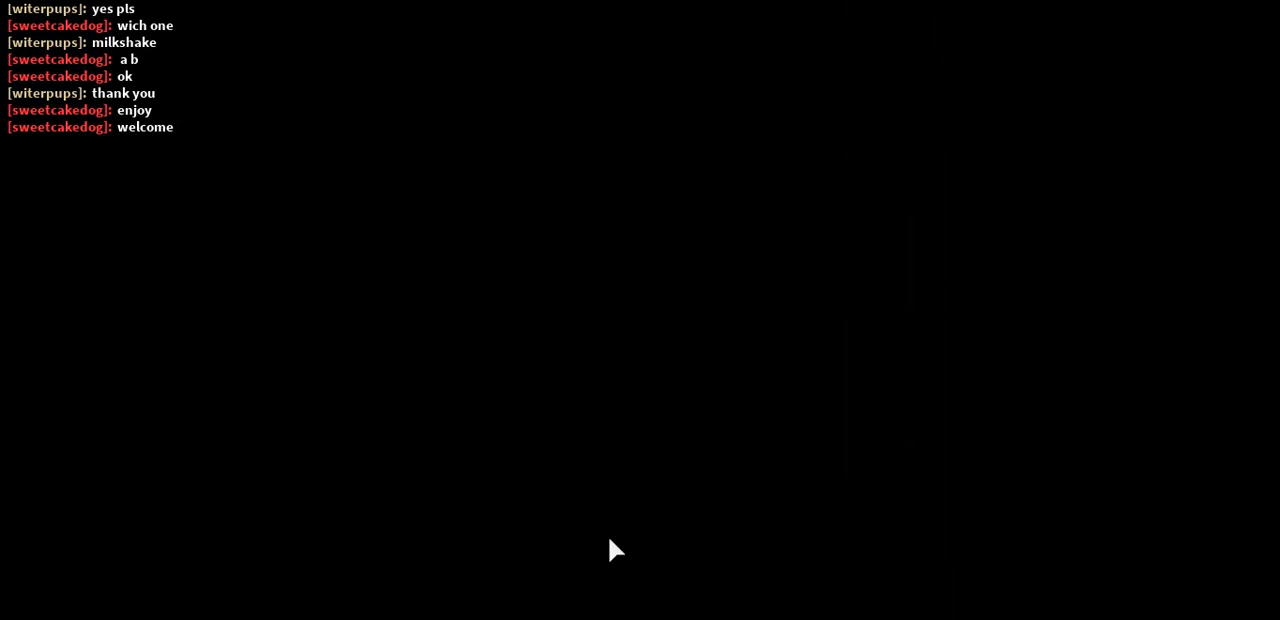 [witerpups]: yes pls
[sweetcakedog]: wich one
[witerpups]: milkshake
[sweetcakedog]: a b
[sweetcakedog]: ok
[witerpups]: thank you
[sweetcakedog]: enjoy
[sweetcakedog]: welcome